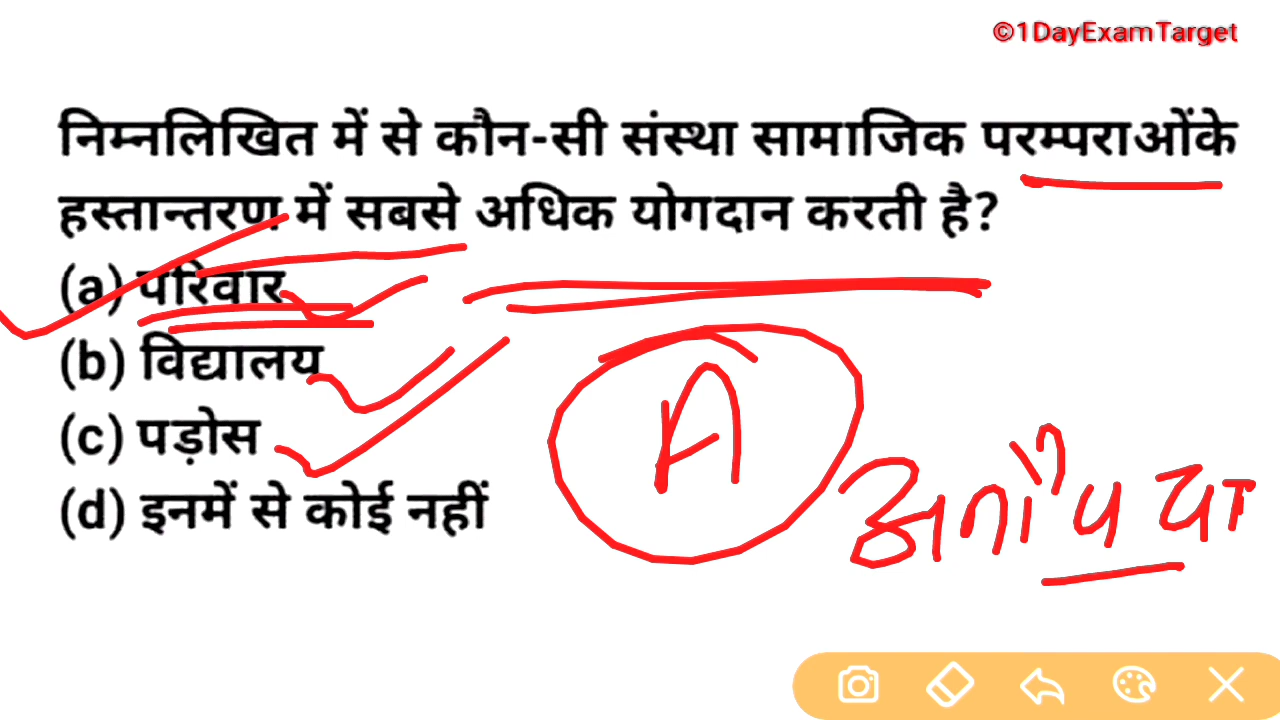 ©1DayExamTarget
निम्नलिखित में से कौन-सी संस्था सामाजिक परम्पराओंके
हस्तान्तरण में सबसे अधिक योगदान करती है?
(a) परिवार
(b) विद्यालय
(c) पड़ोस
(d) इनमें से कोई नहीं
A